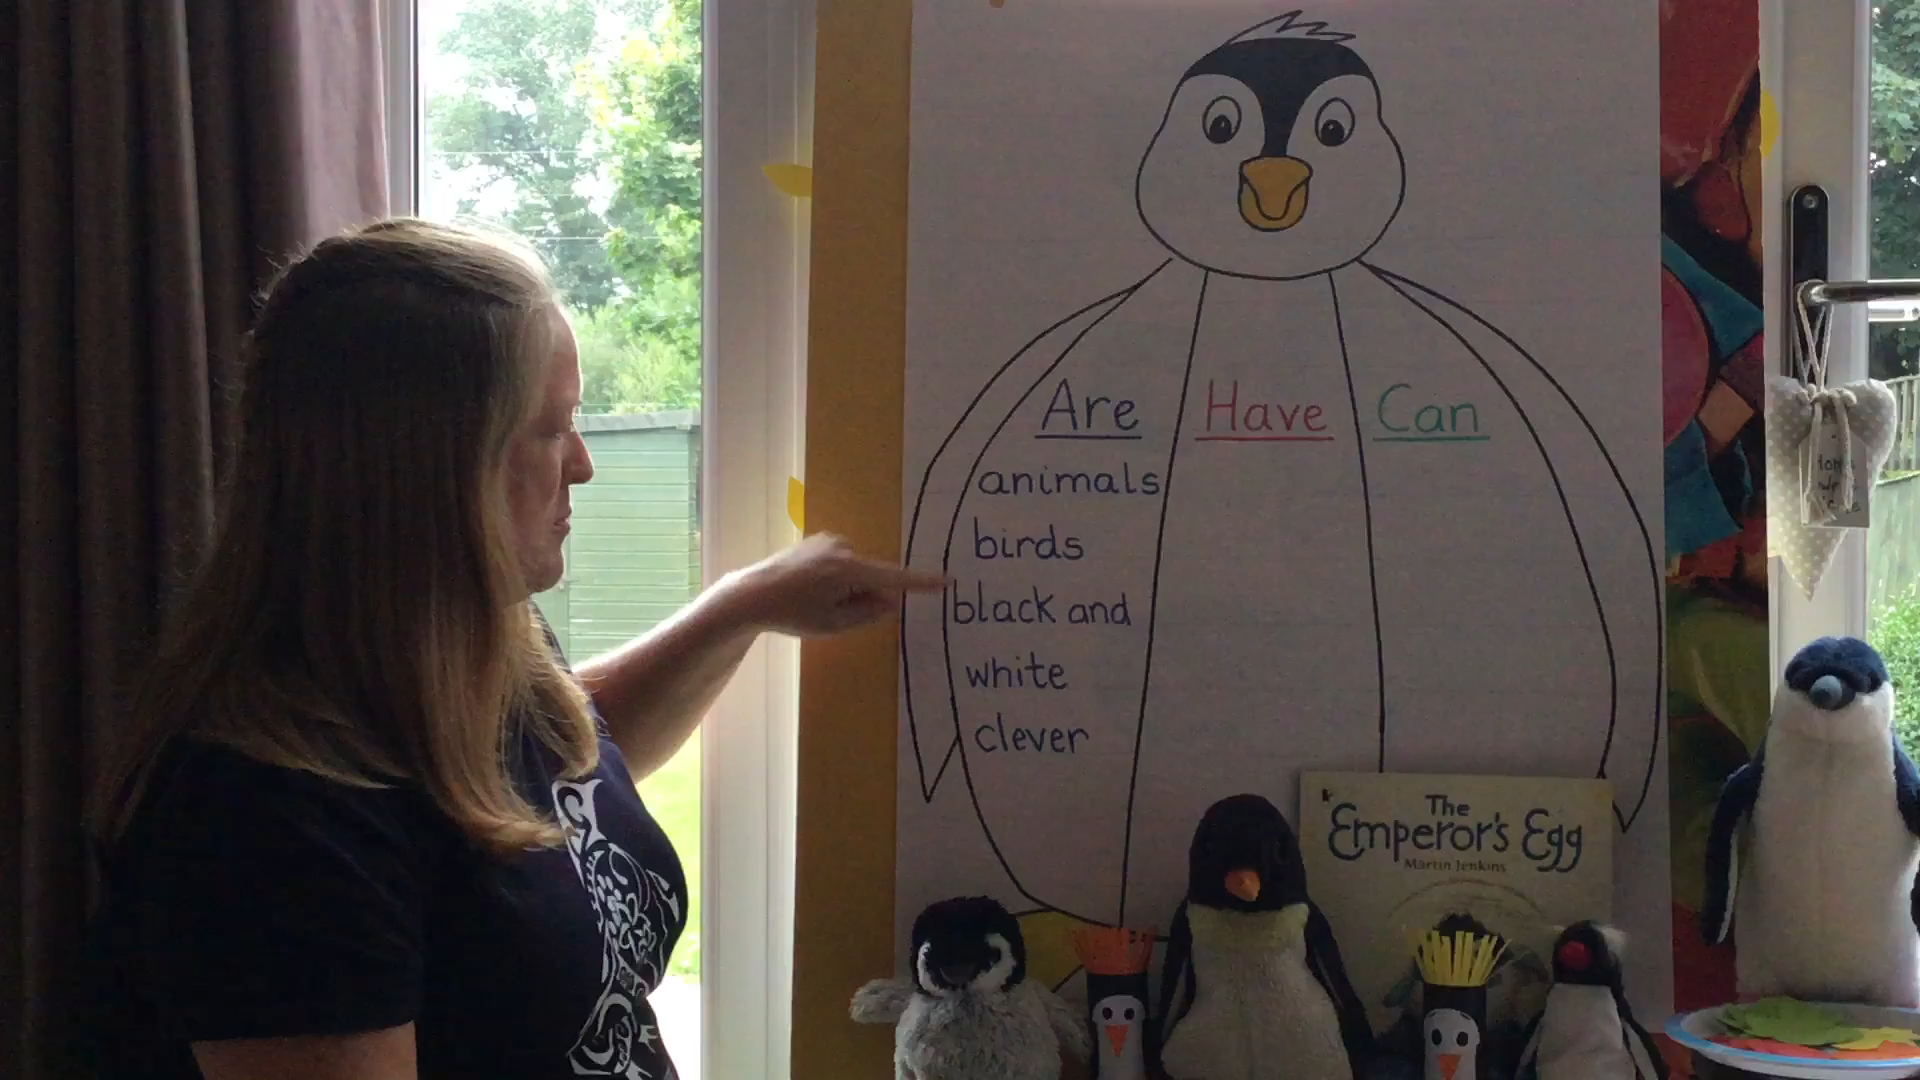 Are Have Can
animals
birds
black and
white
clever
The
Emperor's Egg
Martin Jenkins